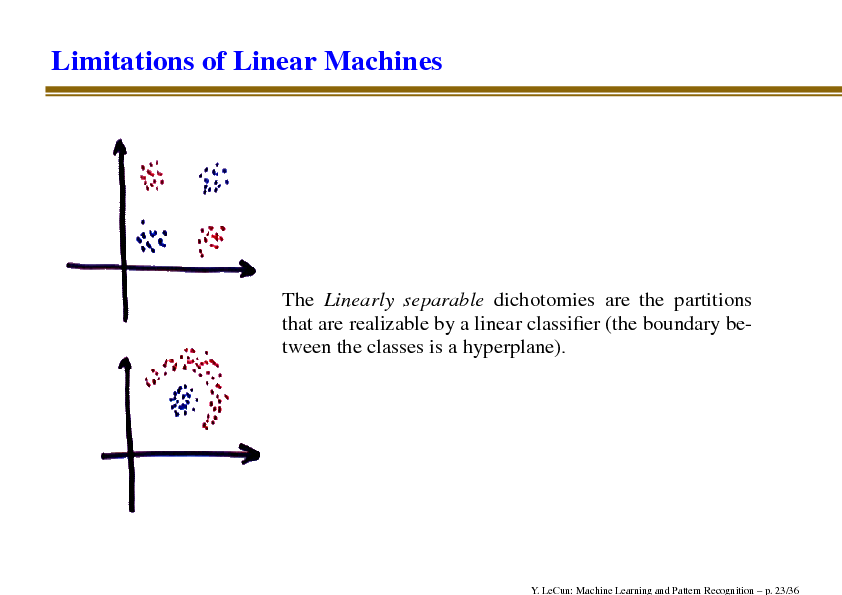 Limitations of Linear Machines
The Linearly separable dichotomies are the partitions
that are realizable by a linear classifier (the boundary be-
tween the classes is a hyperplane).
Y. LeCun: Machine Learning and Pattern Recognition – p. 23/36